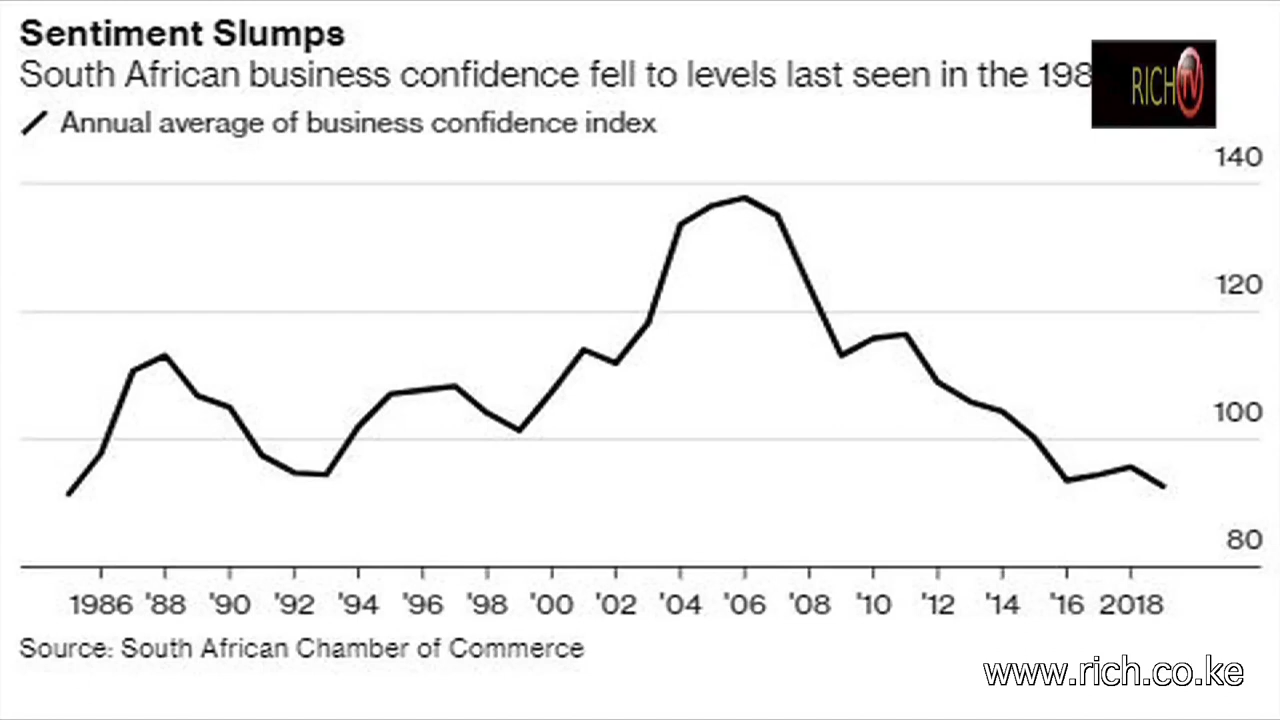 Sentiment Slumps
South African business confidence fell to levels last seen in the 198
RICH TV
Annual average of business confidence index
140
120
100
80
1986 '88 '90 '92 '94 '96 '98 '00 '02 '04 '06 '08 '10 '12 '14 '16 2018
Source: South African Chamber of Commerce
www.rich.co.ke